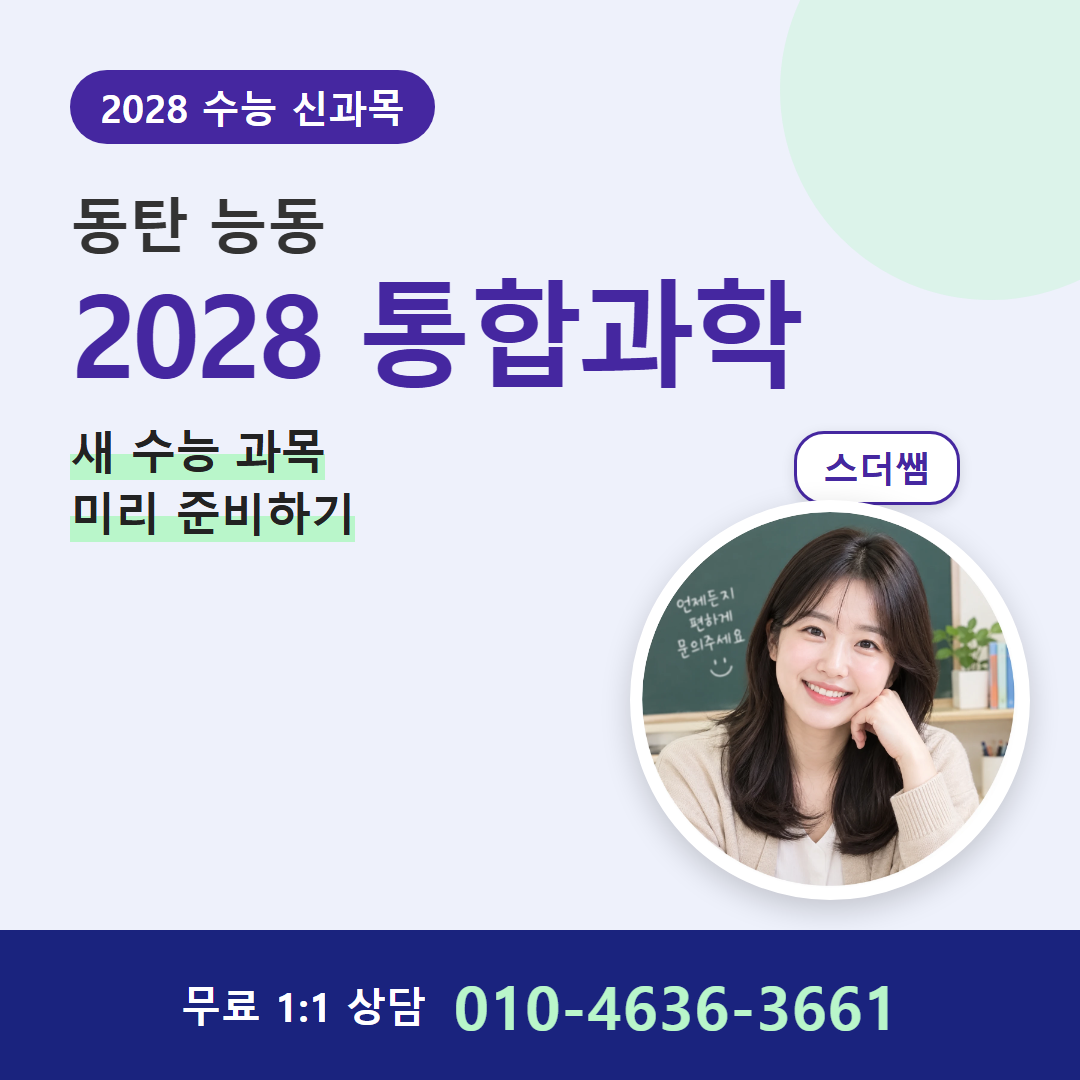 2028 수능 신과목
동탄 능동
2028 통합과학
새 수능 과목
미리 준비하기
스더쌤
언제든지
편하게
문의주세요
무료 1:1 상담 010-4636-3661